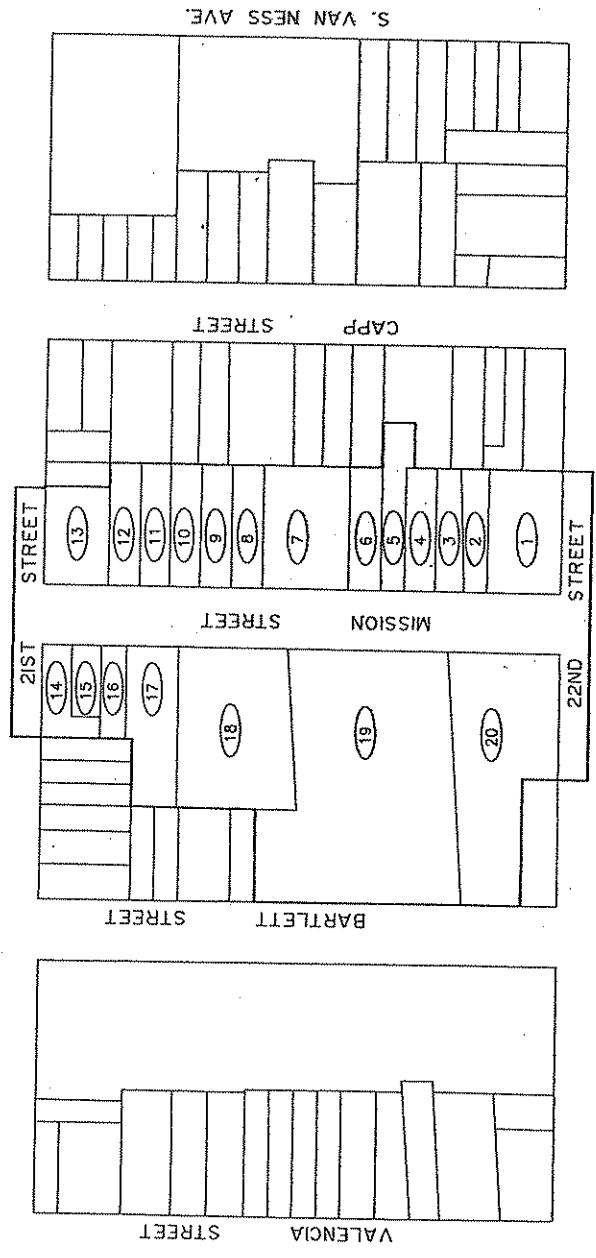 S. VAN NESS AVE.
CAPP STREET
21ST STREET
13
12
11
10
9
8
7
6
5
4
3
2
1
22ND STREET
MISSION STREET
14
15
16
17
18
19
20
BARTLETT STREET
VALENCIA STREET